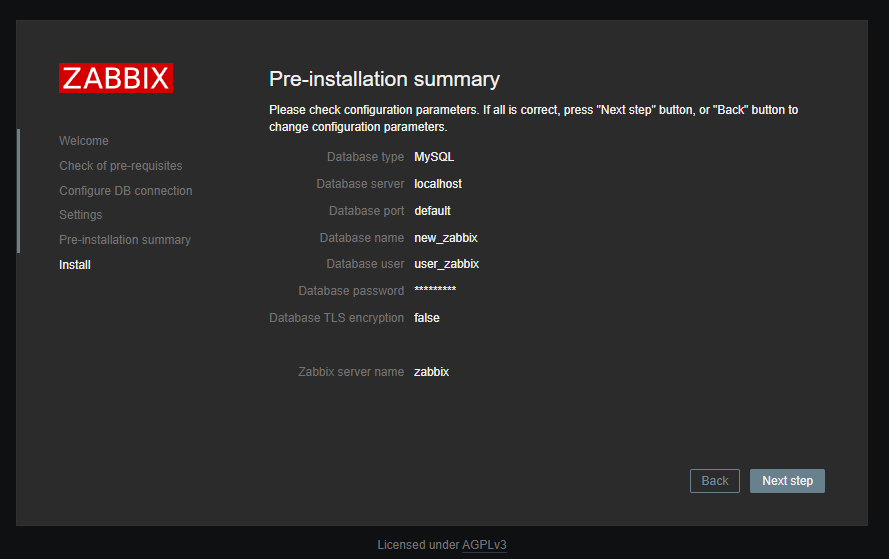 ZABBIX
Welcome
Check of pre-requisites
Configure DB connection
Settings
Pre-installation summary
Install
Pre-installation summary
Please check configuration parameters. If all is correct, press "Next step" button, or "Back" button to
change configuration parameters.
Database type MySQL
Database server localhost
Database port default
Database name new_zabbix
Database user user_zabbix
Database password *********
Database TLS encryption false
Zabbix server name zabbix
Back Next step
Licensed under AGPLv3